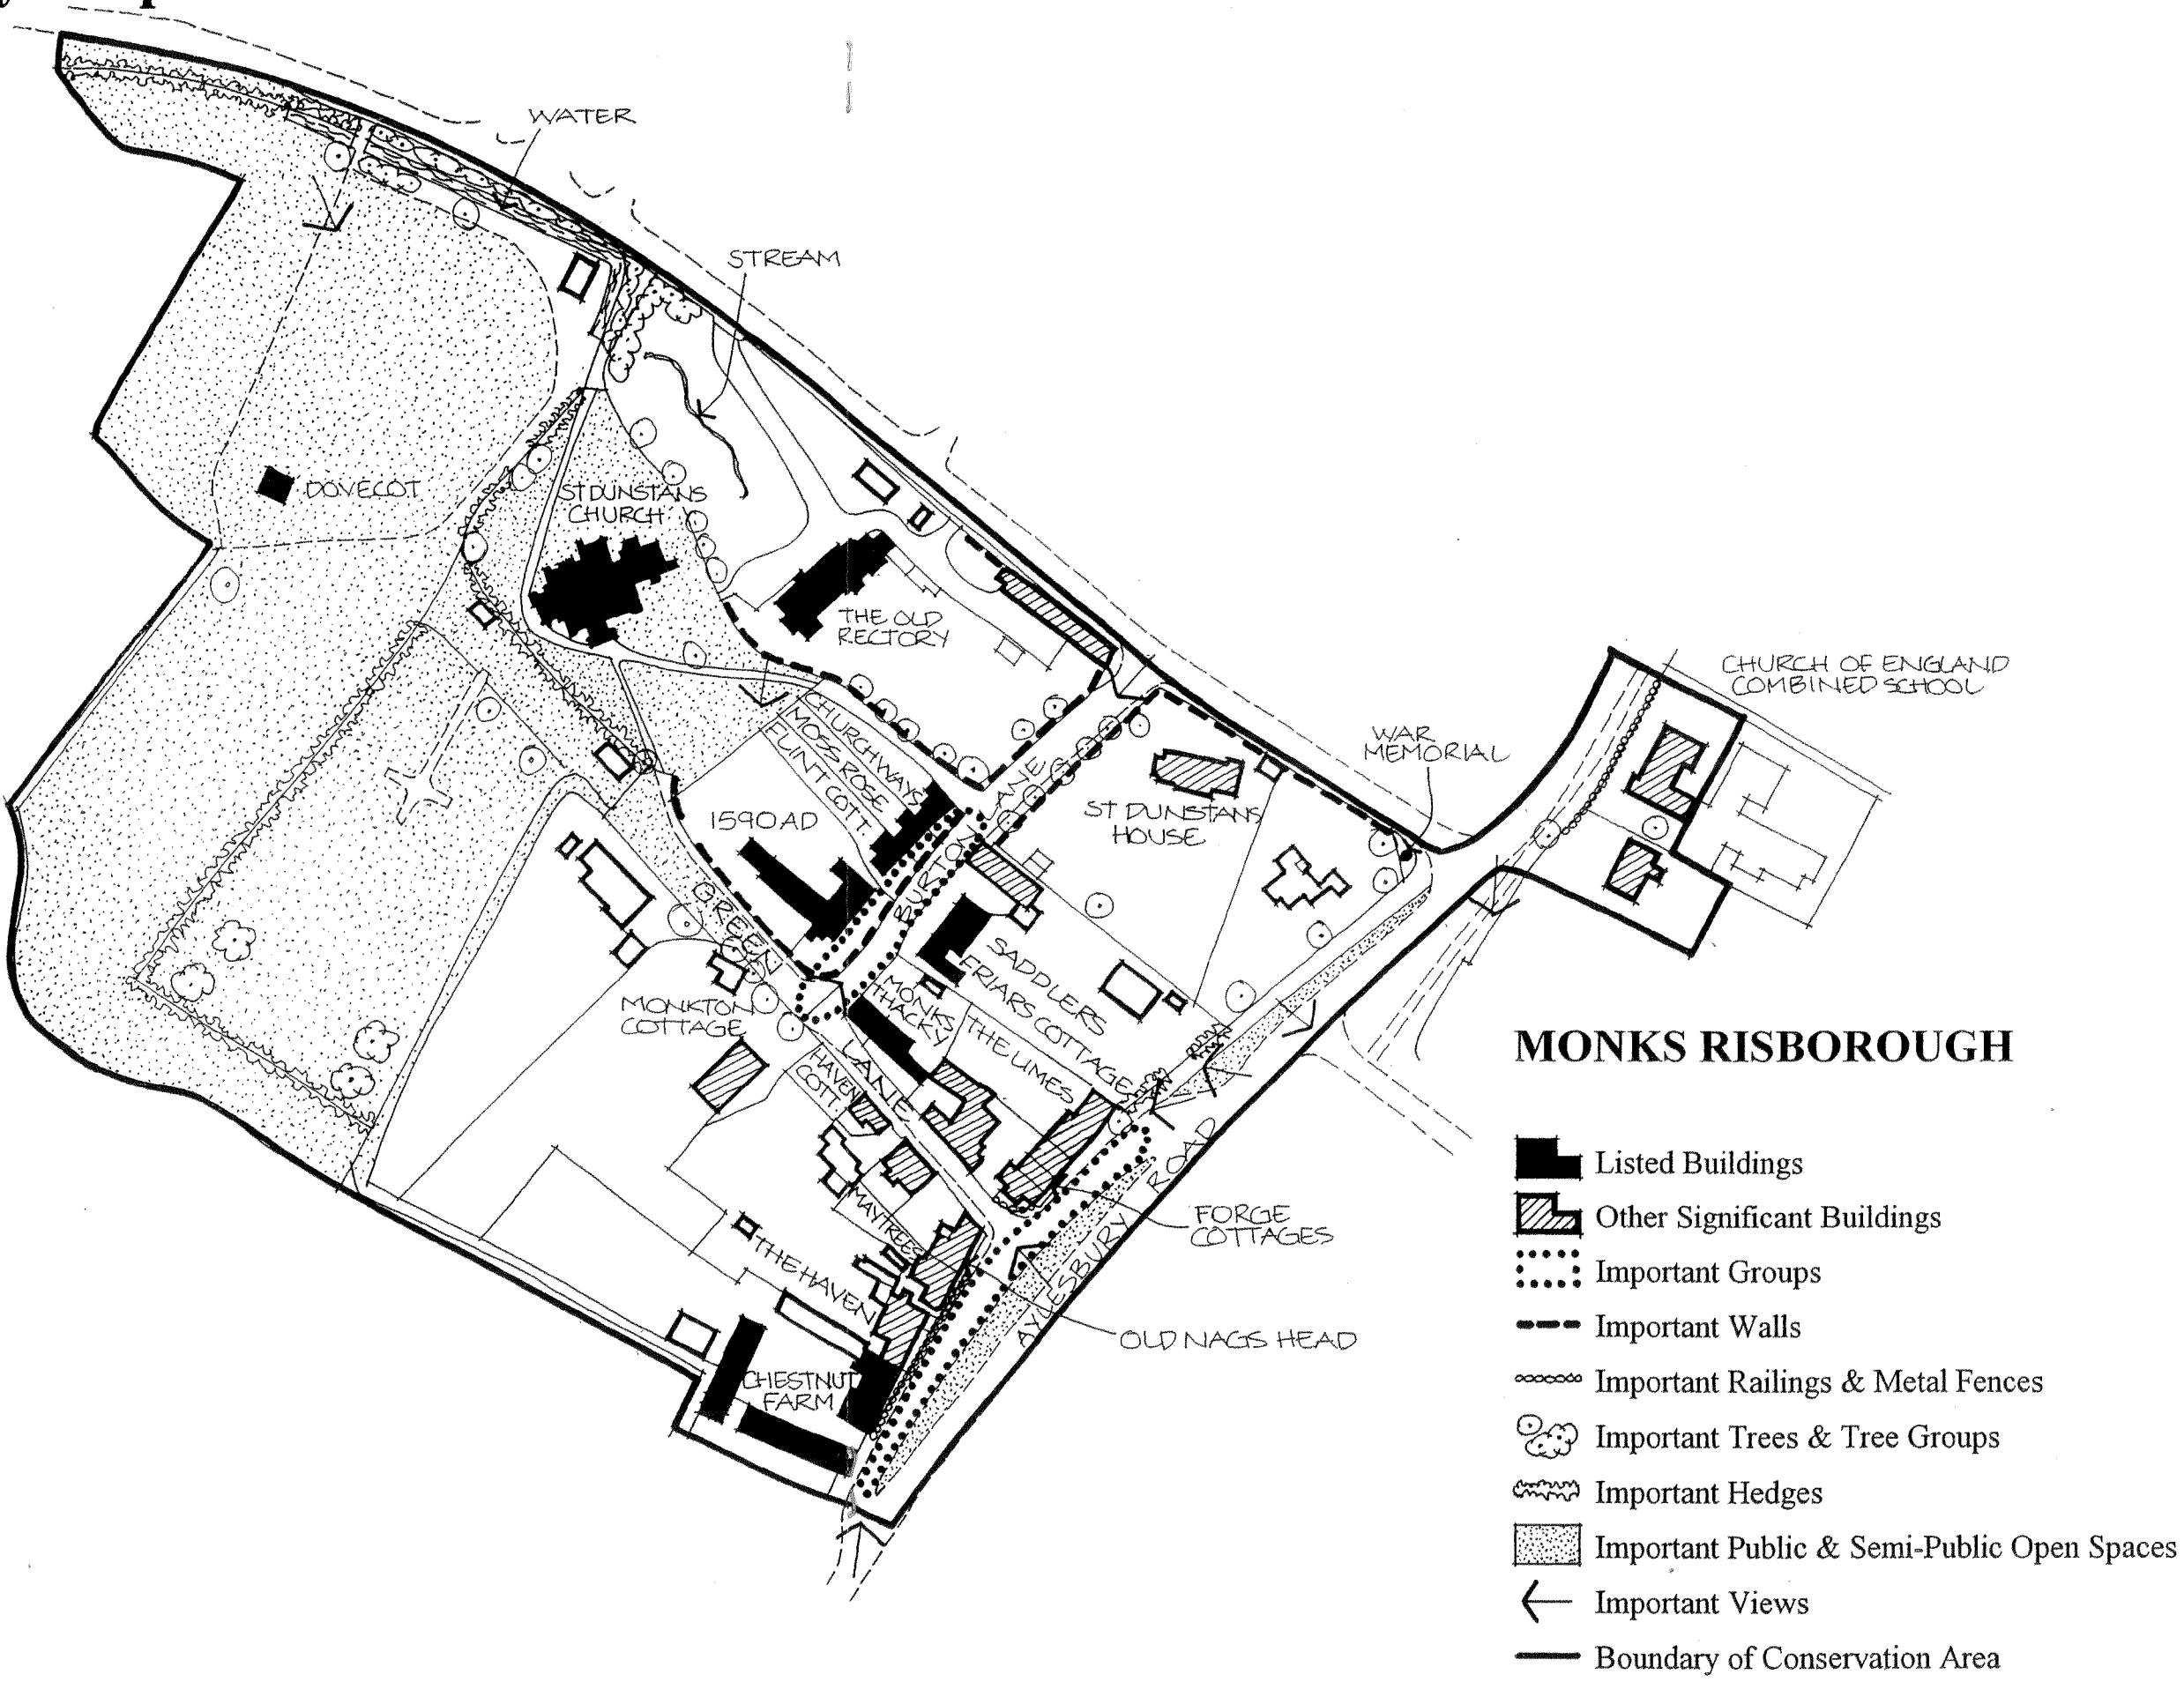 WATER
STREAM
DOVECOT
ST DUNSTANS
CHURCH
THE OLD
RECTORY
CHURCH OF ENGLAND
COMBINED SCHOOL
WAR
MEMORIAL
CHURCHWAYS
MOSS ROSE
FLINT COTT
1590 AD
BURTON LANE
ST DUNSTANS
HOUSE
GREEN LANE
SADDLERS
FRIARS COTTAGE
MONKS
THACKY
THE LIMES
MONKTON
COTTAGE
HAVEN
COTT.
MAYTREES
THE HAVEN
FORGE
COTTAGES
AYLESBURY ROAD
OLD NAGS HEAD
CHESTNUT
FARM
MONKS RISBOROUGH
Listed Buildings
Other Significant Buildings
Important Groups
Important Walls
Important Railings & Metal Fences
Important Trees & Tree Groups
Important Hedges
Important Public & Semi-Public Open Spaces
Important Views
Boundary of Conservation Area